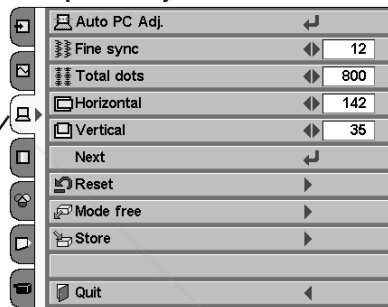 Auto PC Adj.
Fine sync 12
Total dots 800
Horizontal 142
Vertical 35
Next
Reset
Mode free
Store
Quit